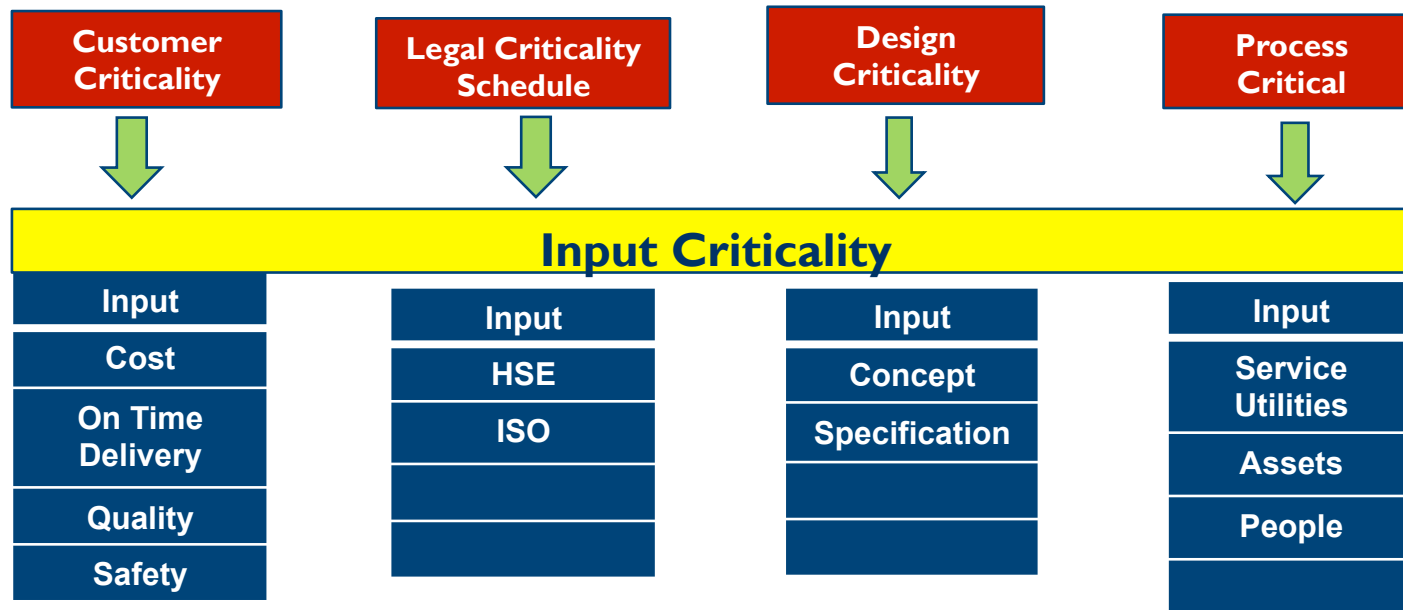 Customer
Criticality
Legal Criticality
Schedule
Design
Criticality
Process
Critical
Input Criticality
Input
Cost
On Time
Delivery
Quality
Safety
Input
HSE
ISO
Input
Concept
Specification
Input
Service
Utilities
Assets
People